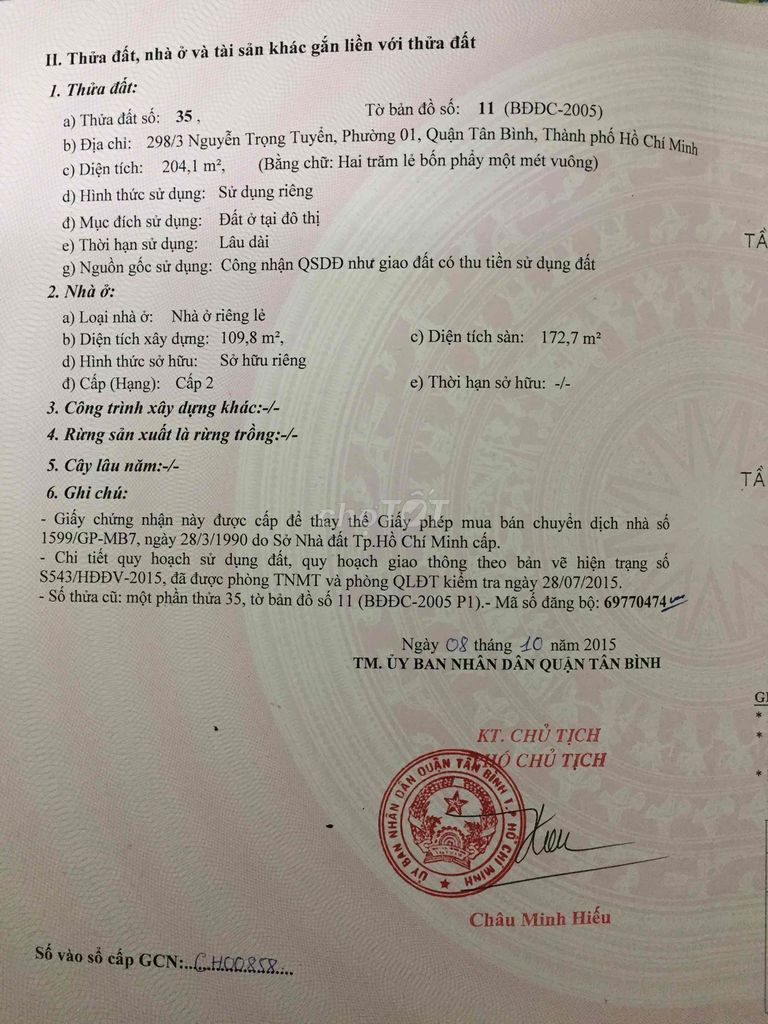 II. Thửa đất, nhà ở và tài sản khác gắn liền với thửa đất
1. Thửa đất:
a) Thửa đất số: 35, Tờ bản đồ số: 11 (BĐĐC-2005)
b) Địa chỉ: 298/3 Nguyễn Trọng Tuyển, Phường 01, Quận Tân Bình, Thành phố Hồ Chí Minh
c) Diện tích: 204,1 m², (Bằng chữ: Hai trăm lẻ bốn phẩy một mét vuông)
d) Hình thức sử dụng: Sử dụng riêng
đ) Mục đích sử dụng: Đất ở tại đô thị
TẦ
e) Thời hạn sử dụng: Lâu dài
g) Nguồn gốc sử dụng: Công nhận QSDĐ như giao đất có thu tiền sử dụng đất
2. Nhà ở:
a) Loại nhà ở: Nhà ở riêng lẻ
b) Diện tích xây dựng: 109,8 m², c) Diện tích sàn: 172,7 m²
d) Hình thức sở hữu: Sở hữu riêng
đ) Cấp (Hạng): Cấp 2 e) Thời hạn sở hữu: -/-
3. Công trình xây dựng khác:-/-
4. Rừng sản xuất là rừng trồng:-/-
5. Cây lâu năm:-/-
TẦ
6. Ghi chú:
choTỐT
- Giấy chứng nhận này được cấp để thay thế Giấy phép mua bán chuyển dịch nhà số
1599/GP-MB7, ngày 28/3/1990 do Sở Nhà đất Tp.Hồ Chí Minh cấp.
- Chi tiết quy hoạch sử dụng đất, quy hoạch giao thông theo bản vẽ hiện trạng số
S543/HĐĐV-2015, đã được phòng TNMT và phòng QLĐT kiểm tra ngày 28/07/2015.
- Số thửa cũ: một phần thửa 35, tờ bản đồ số 11 (BĐĐC-2005 P1).- Mã số đăng bộ: 69770474
Ngày 08 tháng 10 năm 2015
TM. ỦY BAN NHÂN DÂN QUẬN TÂN BÌNH
KT. CHỦ TỊCH
PHÓ CHỦ TỊCH
ỦY BAN NHÂN DÂN QUẬN TÂN BÌNH T.P HỒ CHÍ MINH
Châu Minh Hiếu
Số vào sổ cấp GCN:...CH00858...